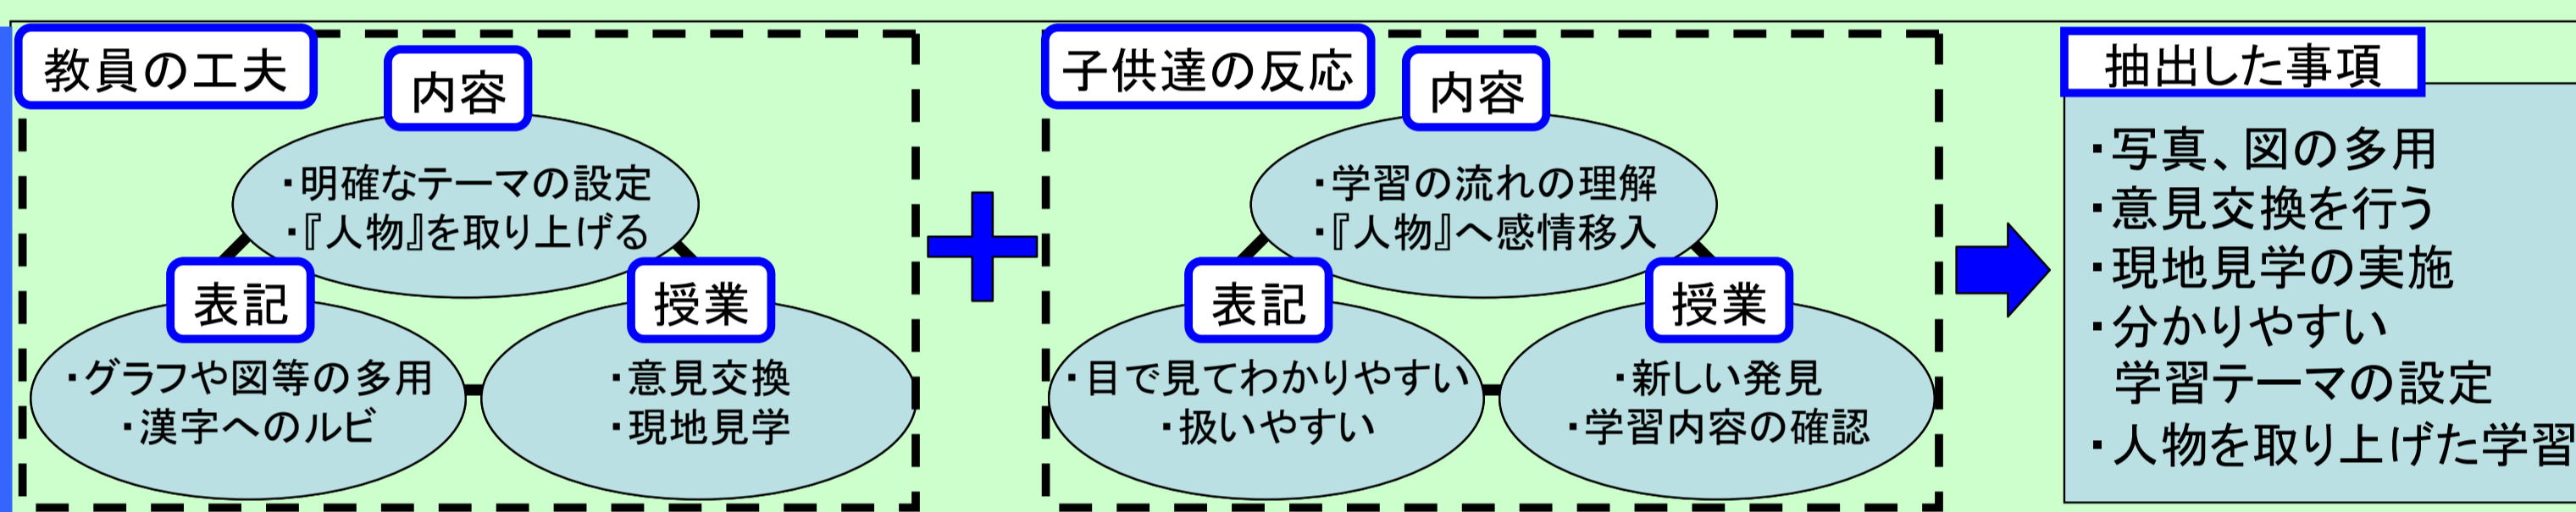 教員の工夫
内容
・明確なテーマの設定
・『人物』を取り上げる
表記
・グラフや図等の多用
・漢字へのルビ
授業
・意見交換
・現地見学
子供達の反応
内容
・学習の流れの理解
・『人物』へ感情移入
表記
・目で見てわかりやすい
・扱いやすい
授業
・新しい発見
・学習内容の確認
抽出した事項
・写真、図の多用
・意見交換を行う
・現地見学の実施
・分かりやすい
学習テーマの設定
・人物を取り上げた学習